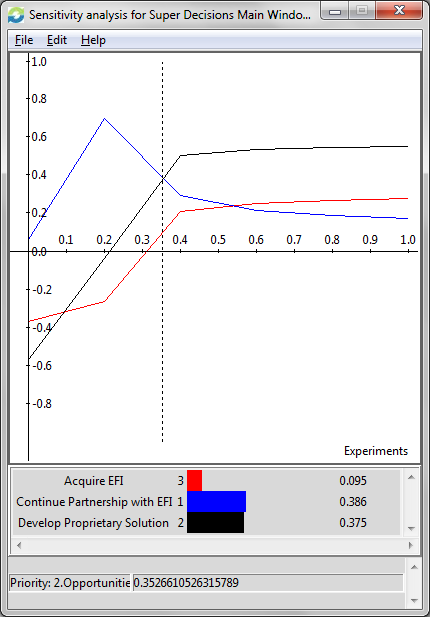 Sensitivity analysis for Super Decisions Main Windo...
File Edit Help
1.0
0.8
0.6
0.4
0.2
0.1 0.2 0.3 0.4 0.5 0.6 0.7 0.8 0.9 1.0
0.0
-0.2
-0.4
-0.6
-0.8
Experiments
Acquire EFI 3 0.095
Continue Partnership with EFI 1 0.386
Develop Proprietary Solution 2 0.375
Priority: 2.Opportunitie 0.3526610526315789